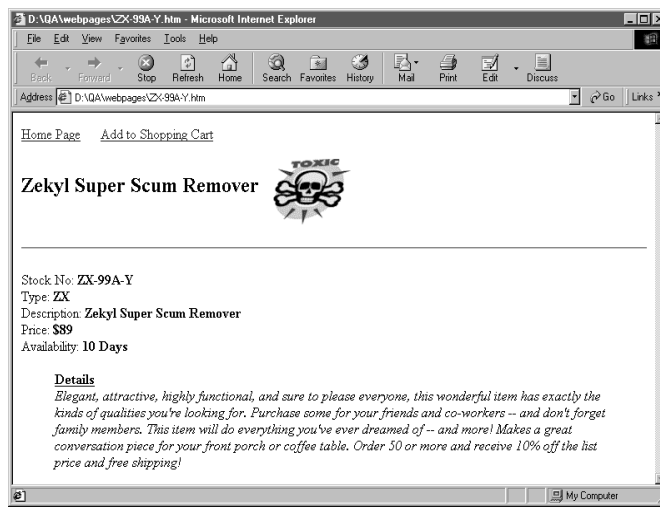 D:\QA\webpages\ZX-99A-Y.htm - Microsoft Internet Explorer
File Edit View Favorites Tools Help
Back Forward Stop Refresh Home Search Favorites History Mail Print Edit Discuss
Address D:\QA\webpages\ZX-99A-Y.htm Go Links
Home Page Add to Shopping Cart
TOXIC
Zekyl Super Scum Remover
Stock No: ZX-99A-Y
Type: ZX
Description: Zekyl Super Scum Remover
Price: $89
Availability: 10 Days
Details
Elegant, attractive, highly functional, and sure to please everyone, this wonderful item has exactly the
kinds of qualities you're looking for. Purchase some for your friends and co-workers -- and don't forget
family members. This item will do everything you've ever dreamed of -- and more! Makes a great
conversation piece for your front porch or coffee table. Order 50 or more and receive 10% off the list
price and free shipping!
My Computer